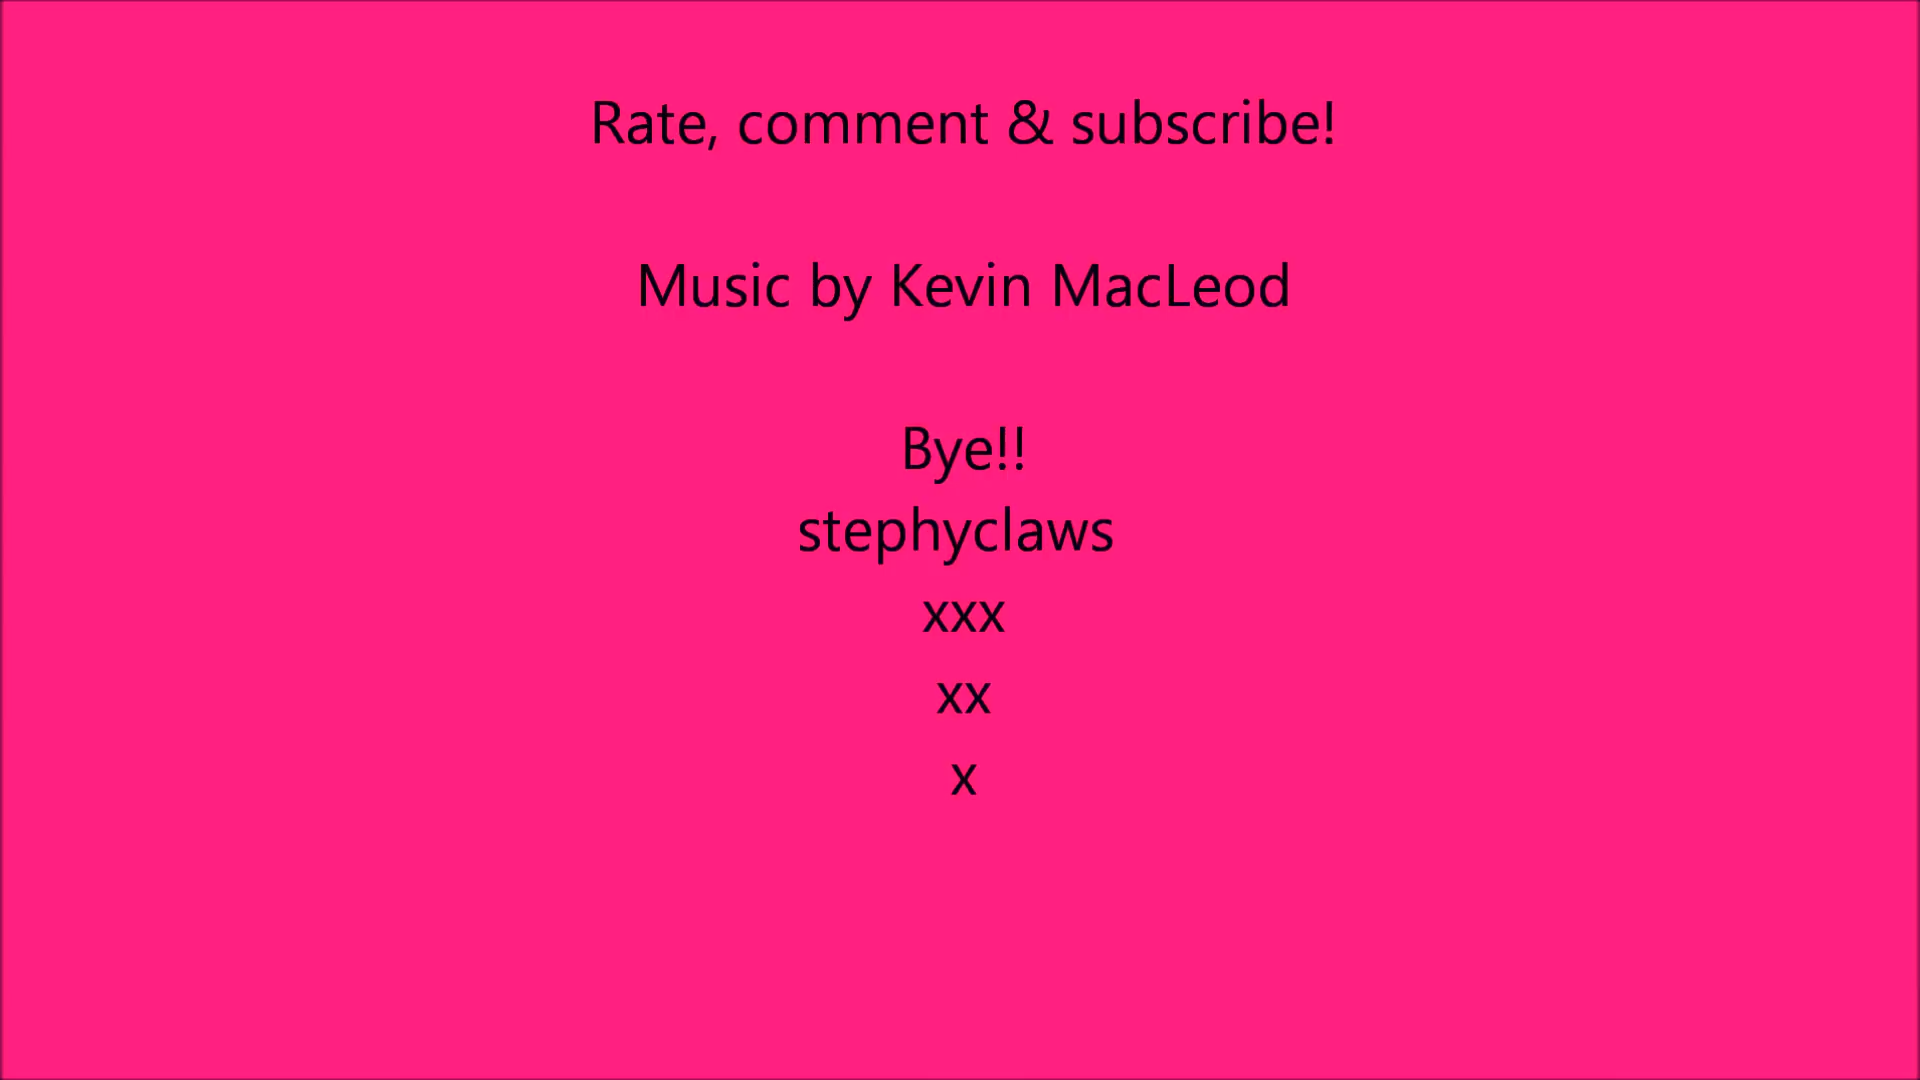 Rate, comment & subscribe!
Music by Kevin MacLeod
Bye!!
stephyclaws
xxx
xx
x